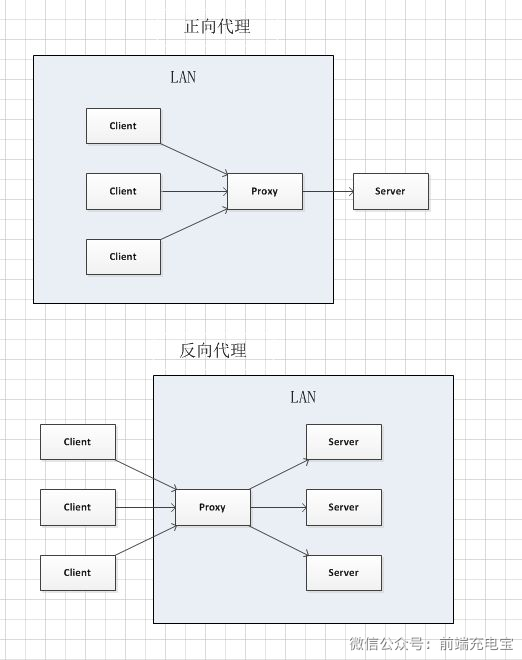 正向代理
LAN
Client
Client
Proxy
Server
Client
反向代理
LAN
Client
Server
Client
Proxy
Server
Client
Server
微信公众号：前端充电宝